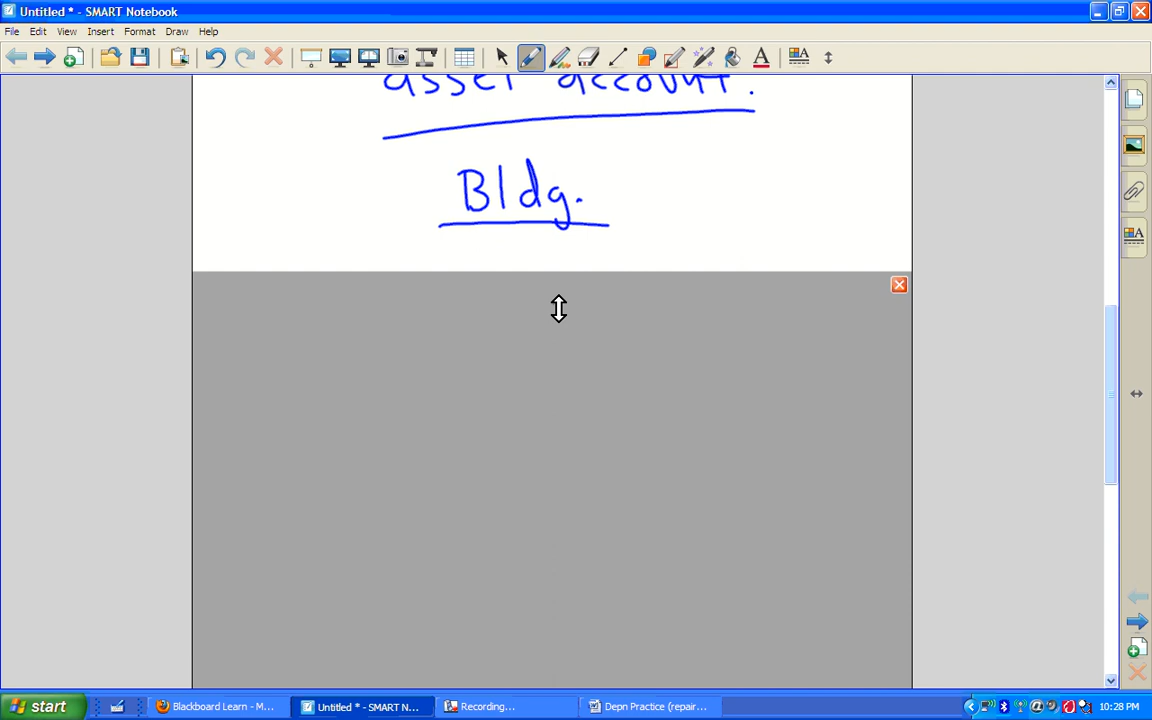 Untitled * - SMART Notebook
File Edit View Insert Format Draw Help
asset account.
Bldg.
start
Blackboard Learn - M...
Untitled * - SMART N...
Recording...
Depn Practice (repair...
10:28 PM